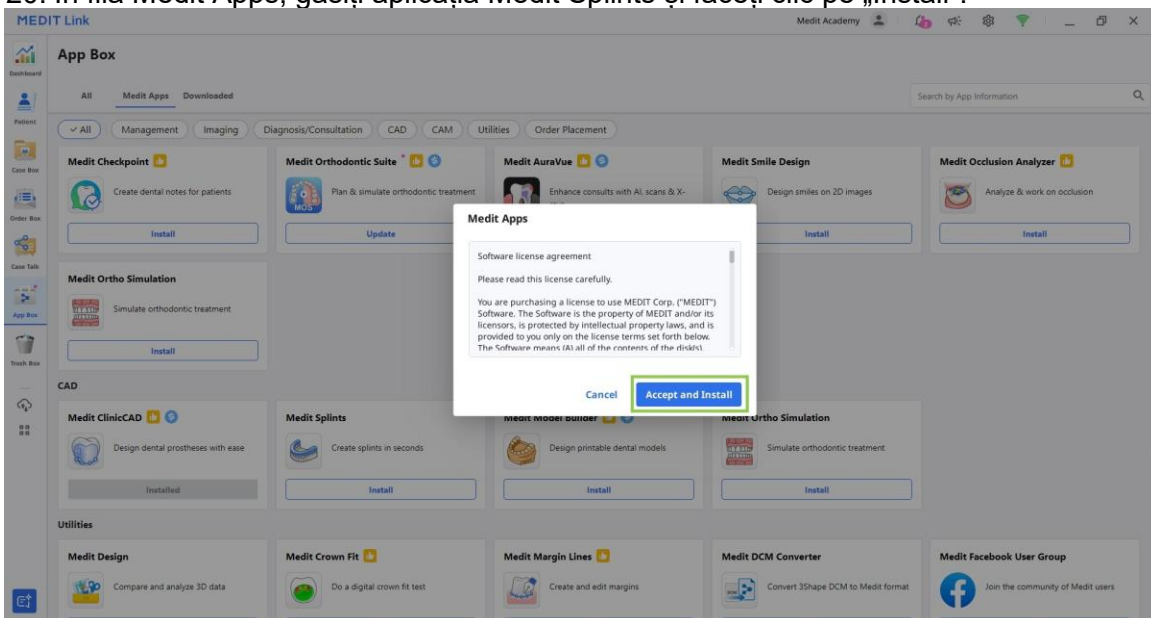 20. În fila Medit Apps, găsiți aplicația Medit Splints și faceți clic pe „Install”.
MEDIT Link
Medit Academy
App Box
Dashboard
All Medit Apps Downloaded
Search by App Information
Patient
All Management Imaging Diagnosis/Consultation CAD CAM Utilities Order Placement
Case Box
Medit Checkpoint
Create dental notes for patients
Install
Medit Orthodontic Suite
MOS
Plan & simulate orthodontic treatment
Update
Medit AuraVue
Enhance consults with AI, scans & X-
Medit Smile Design
Design smiles on 2D images
Install
Medit Occlusion Analyzer
Analyze & work on occlusion
Install
Order Box
Case Talk
App Box
Trash Box
Medit Ortho Simulation
Simulate orthodontic treatment
Install
Medit Apps
Software license agreement
Please read this license carefully.
You are purchasing a license to use MEDIT Corp. ("MEDIT")
Software. The Software is the property of MEDIT and/or its
licensors, is protected by intellectual property laws, and is
provided to you only on the license terms set forth below.
The Software means (A) all of the contents of the disk(s),
Cancel Accept and Install
CAD
Medit ClinicCAD
Design dental prostheses with ease
Installed
Medit Splints
Create splints in seconds
Install
Medit Model Builder
Design printable dental models
Install
Medit Ortho Simulation
Simulate orthodontic treatment
Install
Utilities
Medit Design
Compare and analyze 3D data
Medit Crown Fit
Do a digital crown fit test
Medit Margin Lines
Create and edit margins
Medit DCM Converter
Convert 3Shape DCM to Medit format
Medit Facebook User Group
Join the community of Medit users